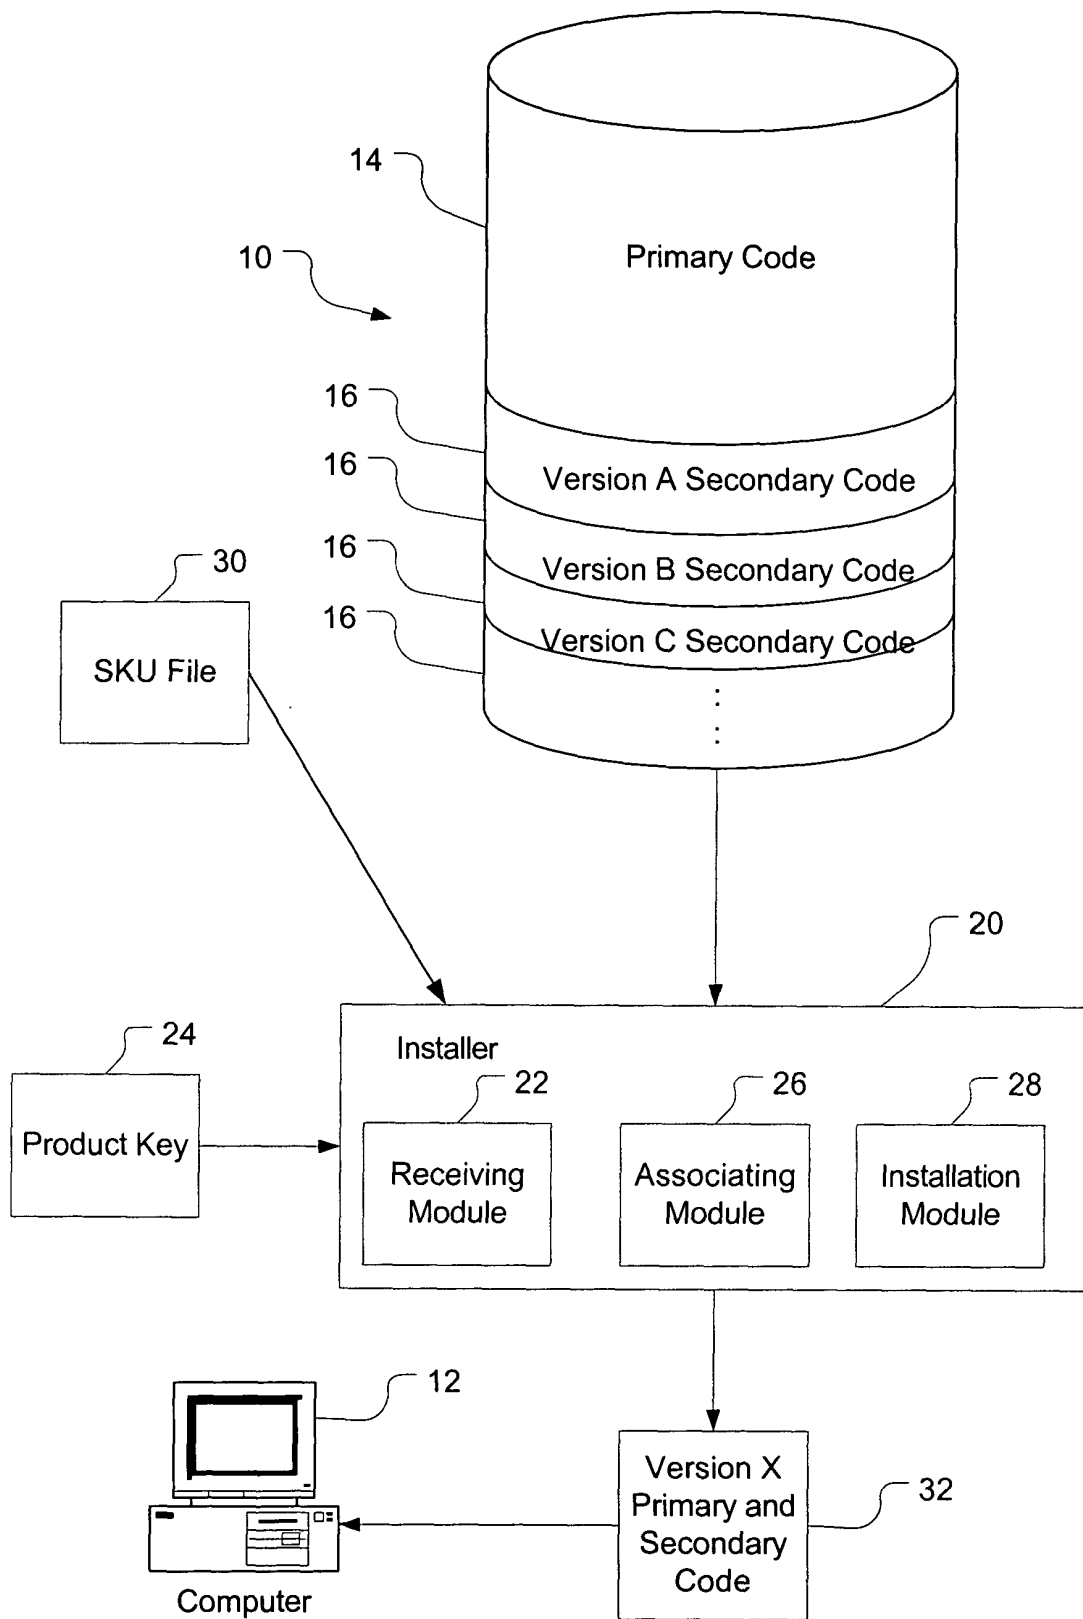 14
Primary Code
10
16
Version A Secondary Code
16
Version B Secondary Code
16
Version C Secondary Code
16
30
SKU File
20
Installer
24
Product Key
22
Receiving
Module
26
Associating
Module
28
Installation
Module
12
Computer
Version X
Primary and
Secondary
Code
32